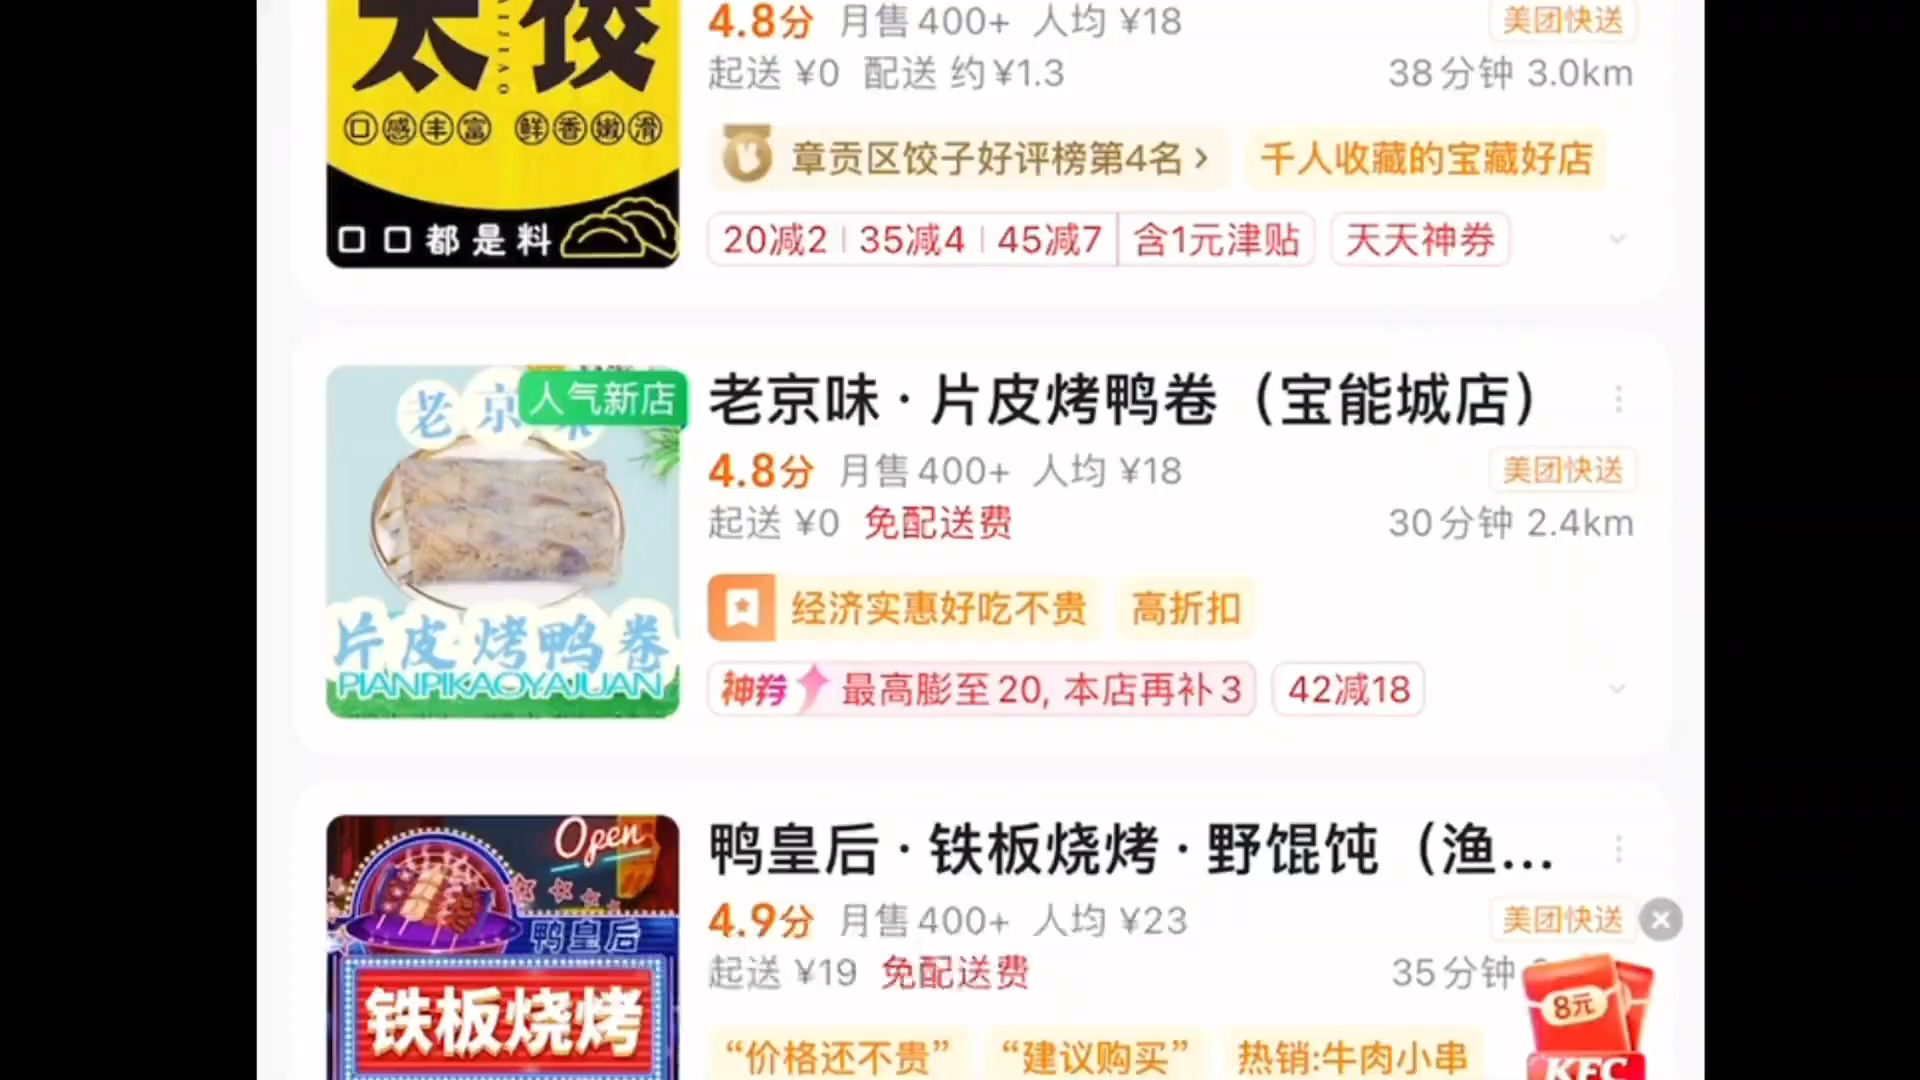 太 饺
口感丰富 鲜香嫩滑
口口都是料
4.8分 月售400+ 人均 ¥18
美团快送
起送 ¥0 配送 约¥1.3
38分钟 3.0km
章贡区饺子好评榜第4名 >
千人收藏的宝藏好店
20减2 35减4 45减7 含1元津贴 天天神券
人气新店
老京
片皮烤鸭卷
PIANPIKAOYAJUAN
老京味·片皮烤鸭卷（宝能城店）
4.8分 月售400+ 人均 ¥18
美团快送
起送 ¥0 免配送费
30分钟 2.4km
经济实惠好吃不贵 高折扣
神券 最高膨至20, 本店再补3 42减18
Open
鸭皇后
铁板烧烤
鸭皇后·铁板烧烤·野馄饨（渔...
4.9分 月售400+ 人均 ¥23
美团快送
起送 ¥19 免配送费
35分钟
“价格还不贵” “建议购买” 热销:牛肉小串
8元
KFC